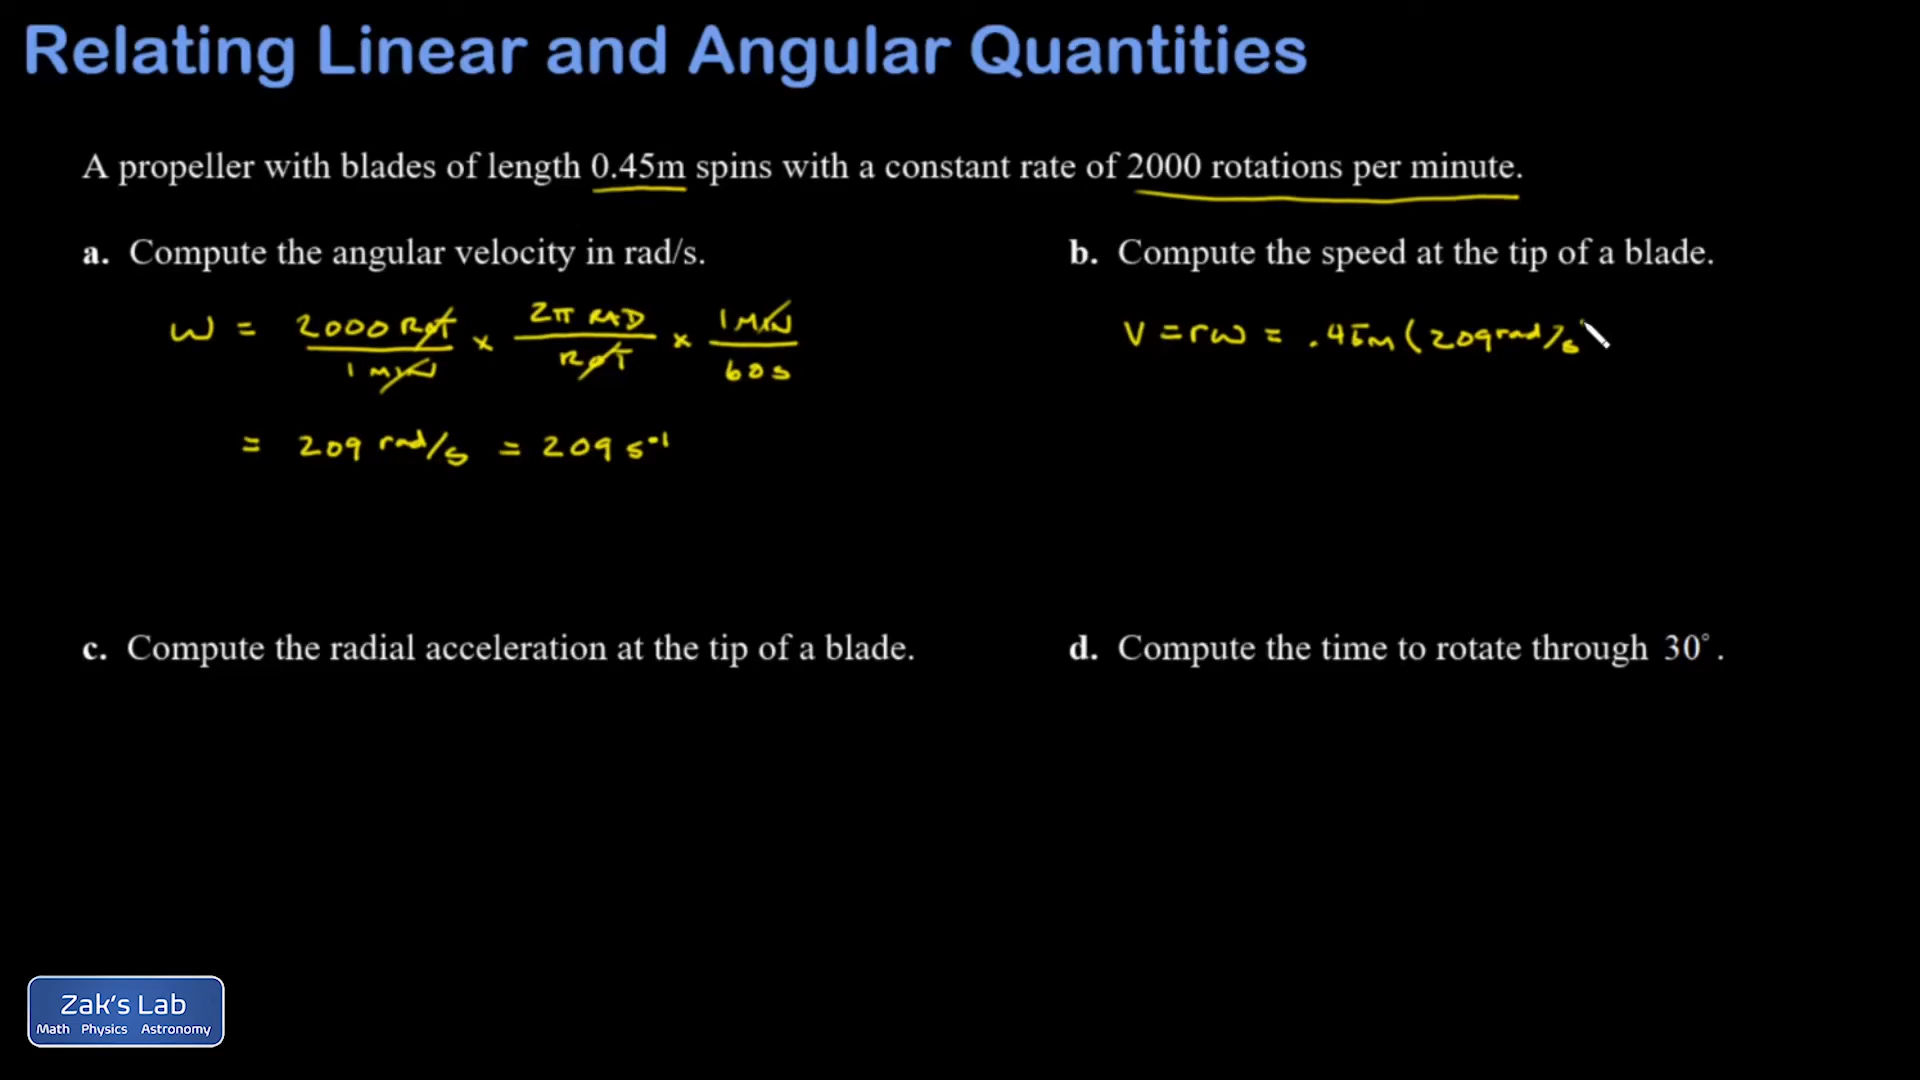 Relating Linear and Angular Quantities
A propeller with blades of length 0.45m spins with a constant rate of 2000 rotations per minute.
a. Compute the angular velocity in rad/s.
ω = 2000 ROT / 1 MIN × 2π RAD / ROT × 1 MIN / 60 s
= 209 rad/s = 209 s⁻¹
b. Compute the speed at the tip of a blade.
V = rω = .45m (209 rad/s
c. Compute the radial acceleration at the tip of a blade.
d. Compute the time to rotate through 30°.
Zak's Lab
Math Physics Astronomy